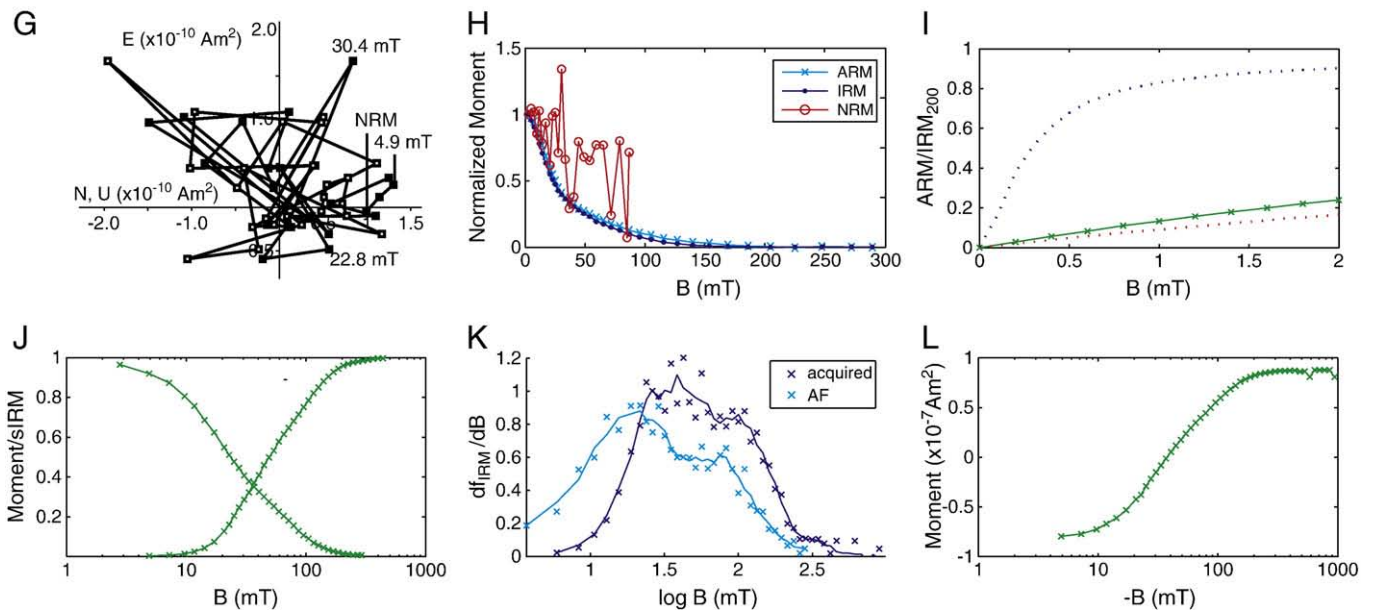 G
E (x10⁻¹⁰ Am²)
2.0
30.4 mT
1.0
NRM
4.9 mT
N, U (x10⁻¹⁰ Am²)
-2.0
-1.0
1.5
22.8 mT
H
Normalized Moment
1.5
1
0.5
0
ARM
IRM
NRM
0 50 100 150 200 250 300
B (mT)
I
ARM/IRM₂₀₀
1
0.8
0.6
0.4
0.2
0
0 0.5 1 1.5 2
B (mT)
J
Moment/sIRM
1
0.8
0.6
0.4
0.2
1 10 100 1000
B (mT)
K
df_IRM/dB
1.2
1
0.8
0.6
0.4
0.2
0
acquired
AF
1 1.5 2 2.5
log B (mT)
L
Moment (x10⁻⁷Am²)
1
0.5
0
-0.5
-1
1 10 100 1000
-B (mT)